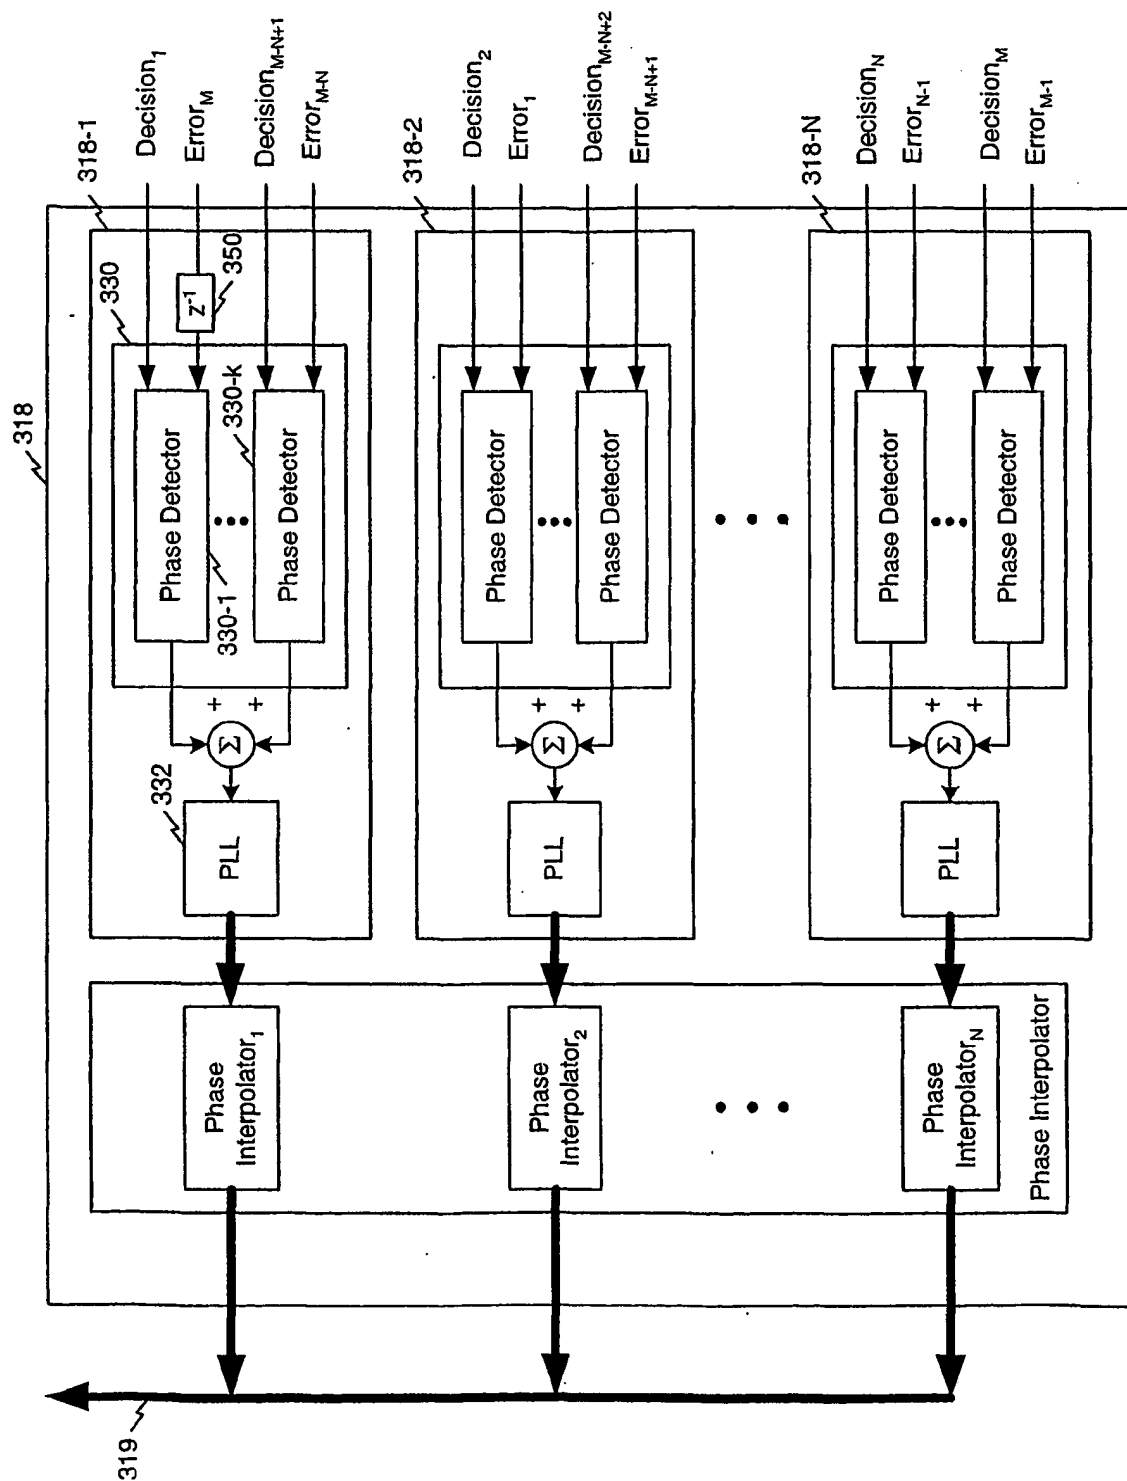 318
318-1
Decision1
ErrorM
DecisionM-N+1
ErrorM-N
330
Z-1
350
Phase Detector
330-1
330-k
Phase Detector
+
+
Σ
332
PLL
Phase
Interpolator1
318-2
Decision2
Error1
DecisionM-N+2
ErrorM-N+1
Phase Detector
Phase Detector
+
+
Σ
PLL
Phase
Interpolator2
318-N
DecisionN
ErrorN-1
DecisionM
ErrorM-1
Phase Detector
Phase Detector
+
+
Σ
PLL
Phase
InterpolatorN
Phase Interpolator
319